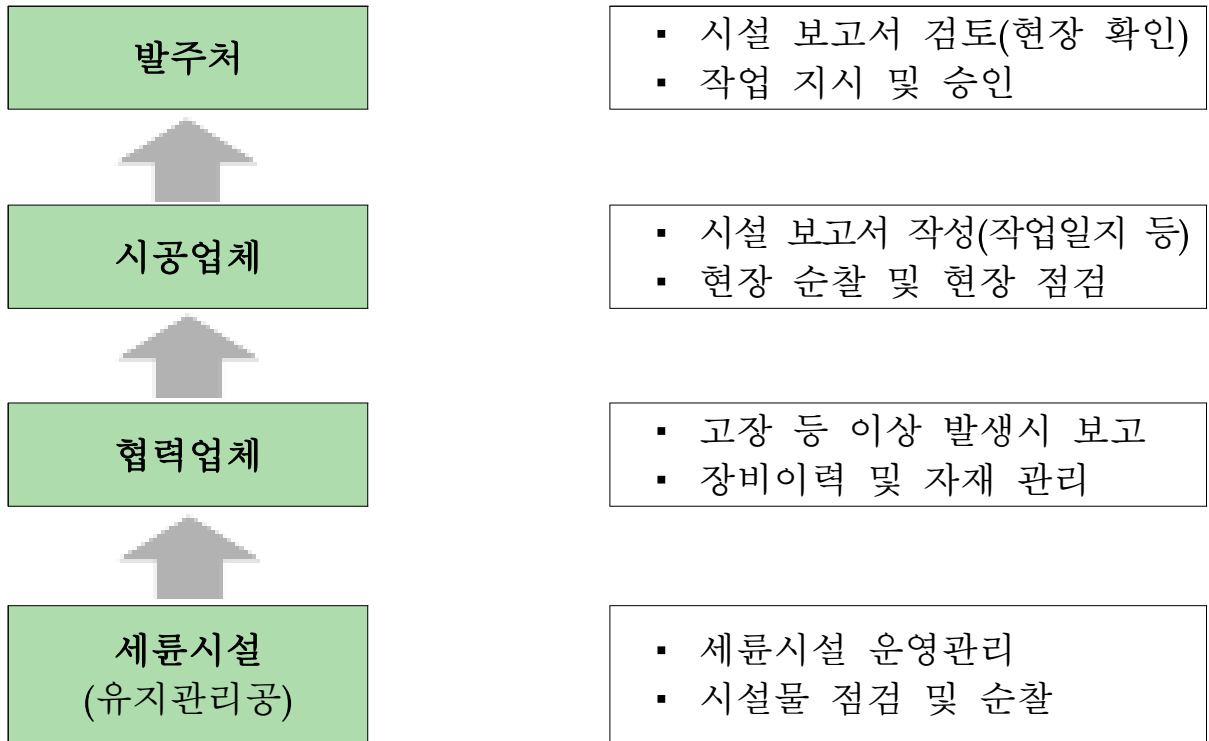 발주처
▪ 시설 보고서 검토(현장 확인)
▪ 작업 지시 및 승인
시공업체
▪ 시설 보고서 작성(작업일지 등)
▪ 현장 순찰 및 현장 점검
협력업체
▪ 고장 등 이상 발생시 보고
▪ 장비이력 및 자재 관리
세륜시설
(유지관리공)
▪ 세륜시설 운영관리
▪ 시설물 점검 및 순찰